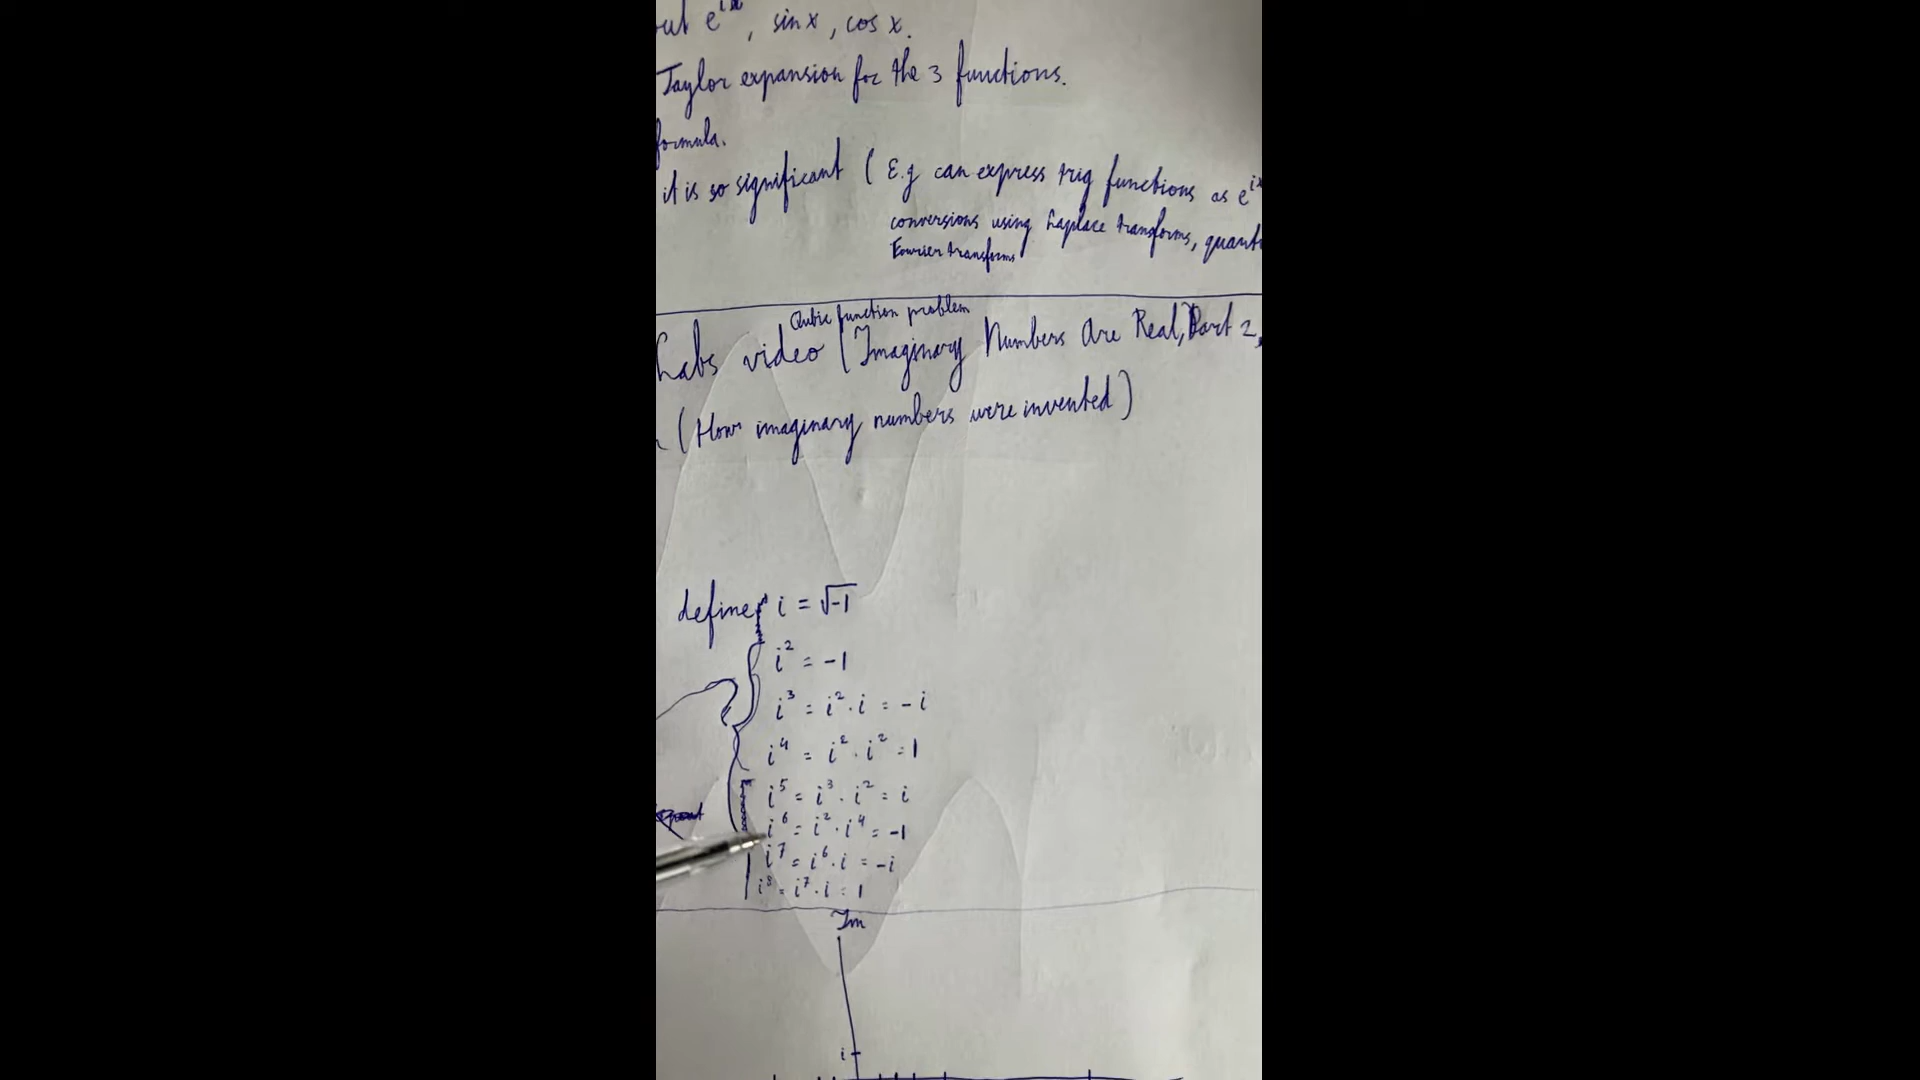 out e^ix, sin x, cos x.
Taylor expansion for the 3 functions.
formula.
it is so significant ( E.g can express trig functions as e^ix
conversions using Laplace transforms, quant
Fourier transforms
Qubic function problem
Labs video (Imaginary Numbers Are Real, Part 2,
(How imaginary numbers were invented)
define i = √-1
i² = -1
i³ = i² · i = -i
i⁴ = i² · i² = 1
i⁵ = i³ · i² = i
i⁶ = i² · i⁴ = -1
i⁷ = i⁶ · i = -i
i⁸ = i⁷ · i = 1
Im
i